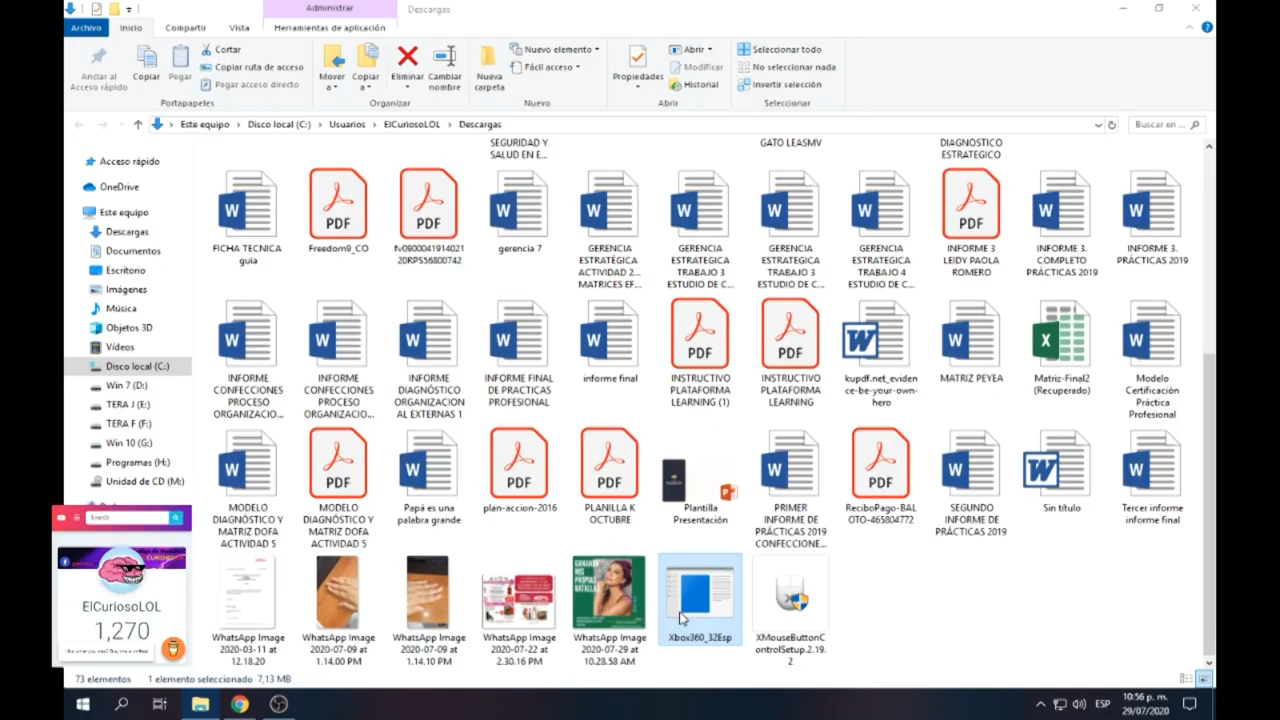 Administrar
Descargas
Archivo
Inicio
Compartir
Vista
Herramientas de aplicación
Anclar al
Acceso rápido
Copiar
Pegar
Cortar
Copiar ruta de acceso
Pegar acceso directo
Portapapeles
Mover
a
Copiar
a
Eliminar
Cambiar
nombre
Organizar
Nueva
carpeta
Nuevo elemento
Fácil acceso
Nuevo
Propiedades
Abrir
Modificar
Historial
Abrir
Seleccionar todo
No seleccionar nada
Invertir selección
Seleccionar
Este equipo
Disco local (C:)
Usuarios
ElCuriosoLOL
Descargas
Buscar en ...
Acceso rápido
OneDrive
Este equipo
Descargas
Documentos
Escritorio
Imágenes
Música
Objetos 3D
Vídeos
Disco local (C:)
Win 7 (D:)
TERA J (E:)
TERA F (F:)
Win 10 (G:)
Programas (H:)
Unidad de CD (M:)
SEGURIDAD Y
SALUD EN E...
GATO LEASMV
DIAGNOSTICO
ESTRATEGICO
FICHA TECNICA
guia
PDF
Freedom9_CO
PDF
fv0900041914021
20RPS56800742
gerencia 7
GERENCIA
ESTRATÉGICA
ACTIVIDAD 2...
MATRICES EF...
GERENCIA
ESTRATEGICA
TRABAJO 3
ESTUDIO DE C...
GERENCIA
ESTRATEGICA
TRABAJO 3
ESTUDIO DE C...
GERENCIA
ESTRATEGICA
TRABAJO 4
ESTUDIO DE C...
PDF
INFORME 3
LEIDY PAOLA
ROMERO
INFORME 3.
COMPLETO
PRÁCTICAS 2019
INFORME 3.
PRÁCTICAS 2019
INFORME
CONFECCIONES
PROCESO
ORGANIZACIO...
INFORME
CONFECCIONES
PROCESO
ORGANIZACIO...
INFORME
DIAGNÓSTICO
ORGANIZACION
AL EXTERNAS 1
INFORME FINAL
DE PRACTICAS
PROFESIONAL
informe final
PDF
INSTRUCTIVO
PLATAFORMA
LEARNING (1)
PDF
INSTRUCTIVO
PLATAFORMA
LEARNING
kupdf.net_eviden
ce-be-your-own-
hero
MATRIZ PEYEA
Matriz-Final2
(Recuperado)
Modelo
Certificación
Práctica
Profesional
MODELO
DIAGNÓSTICO Y
MATRIZ DOFA
ACTIVIDAD 5
PDF
MODELO
DIAGNÓSTICO Y
MATRIZ DOFA
ACTIVIDAD 5
Papá es una
palabra grande
PDF
plan-accion-2016
PDF
PLANILLA K
OCTUBRE
Plantilla
Presentación
PRIMER
INFORME DE
PRÁCTICAS 2019
CONFECCIONE...
PDF
ReciboPago-BAL
OTO-465804772
SEGUNDO
INFORME DE
PRÁCTICAS 2019
Sin título
Tercer informe
informe final
WhatsApp Image
2020-03-11 at
12.18.20
WhatsApp Image
2020-07-09 at
1.14.00 PM
WhatsApp Image
2020-07-09 at
1.14.10 PM
WhatsApp Image
2020-07-22 at
2.30.16 PM
GANANDO
MIS
PROPIAS
BATALLAS
WhatsApp Image
2020-07-29 at
10.28.58 AM
Xbox360_32Esp
XMouseButtonC
ontrolSetup.2.19.
2
Search
ElCuriosoLOL
1,270
73 elementos
1 elemento seleccionado 7,13 MB
ESP
10:56 p. m.
29/07/2020